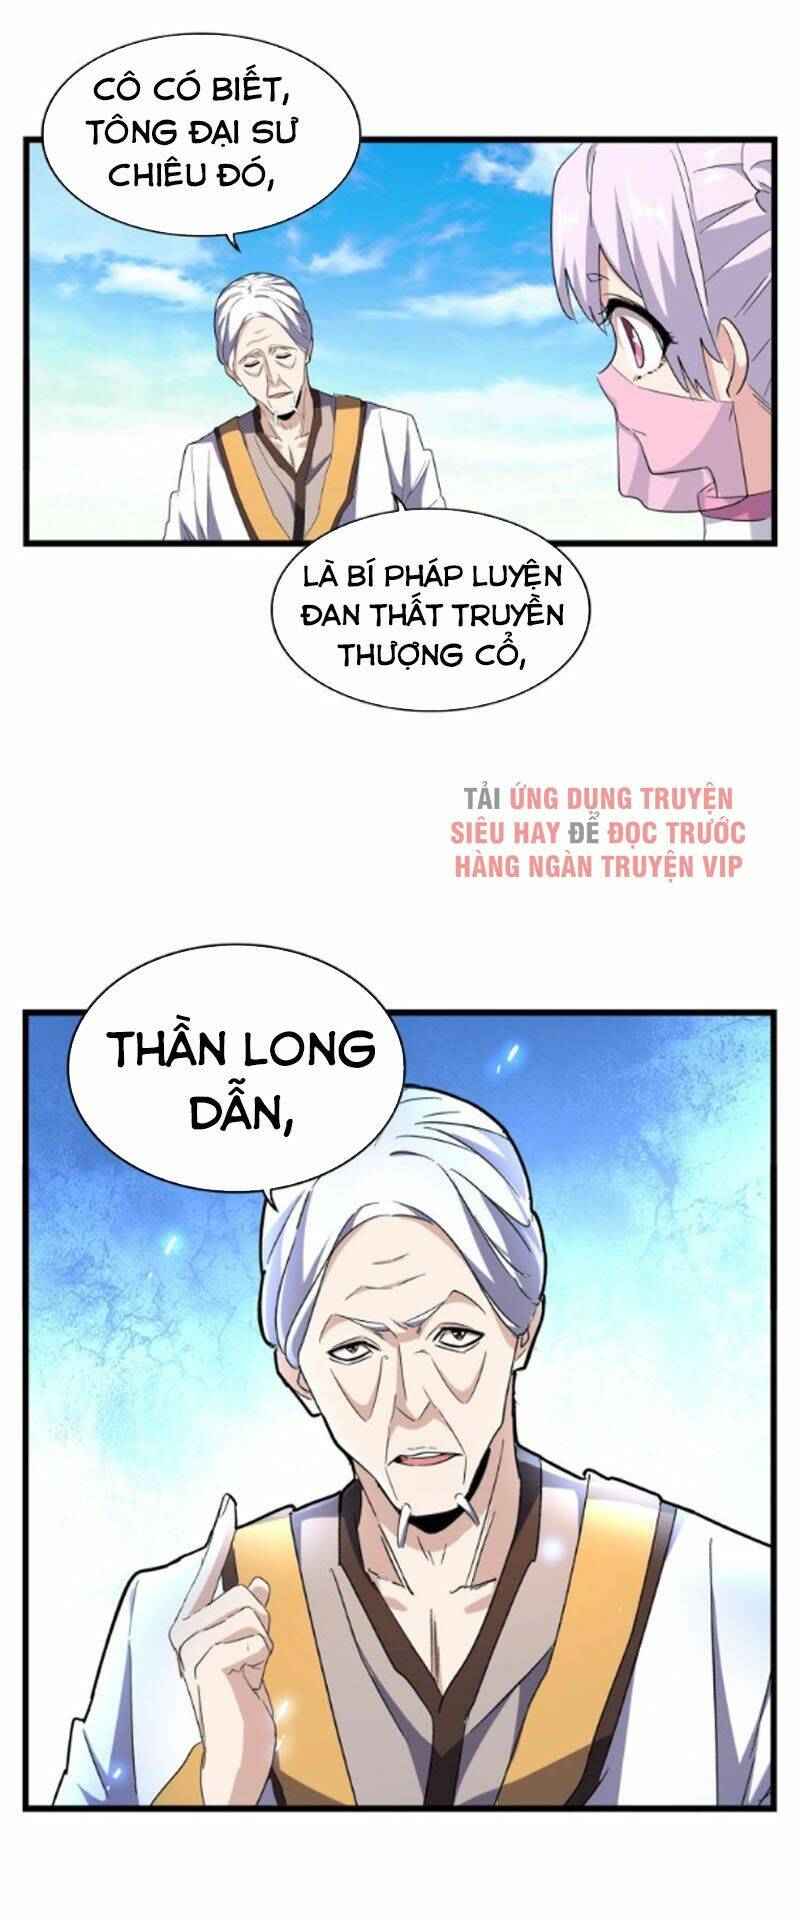 CÔ CÓ BIẾT,
TÔNG ĐẠI SƯ
CHIÊU ĐÓ,
LÀ BÍ PHÁP LUYỆN
ĐAN THẤT TRUYỀN
THƯỢNG CỔ,
TẢI ỨNG DỤNG TRUYỆN
SIÊU HAY ĐỂ ĐỌC TRƯỚC
HÀNG NGÀN TRUYỆN VIP
THẦN LONG
DẪN,